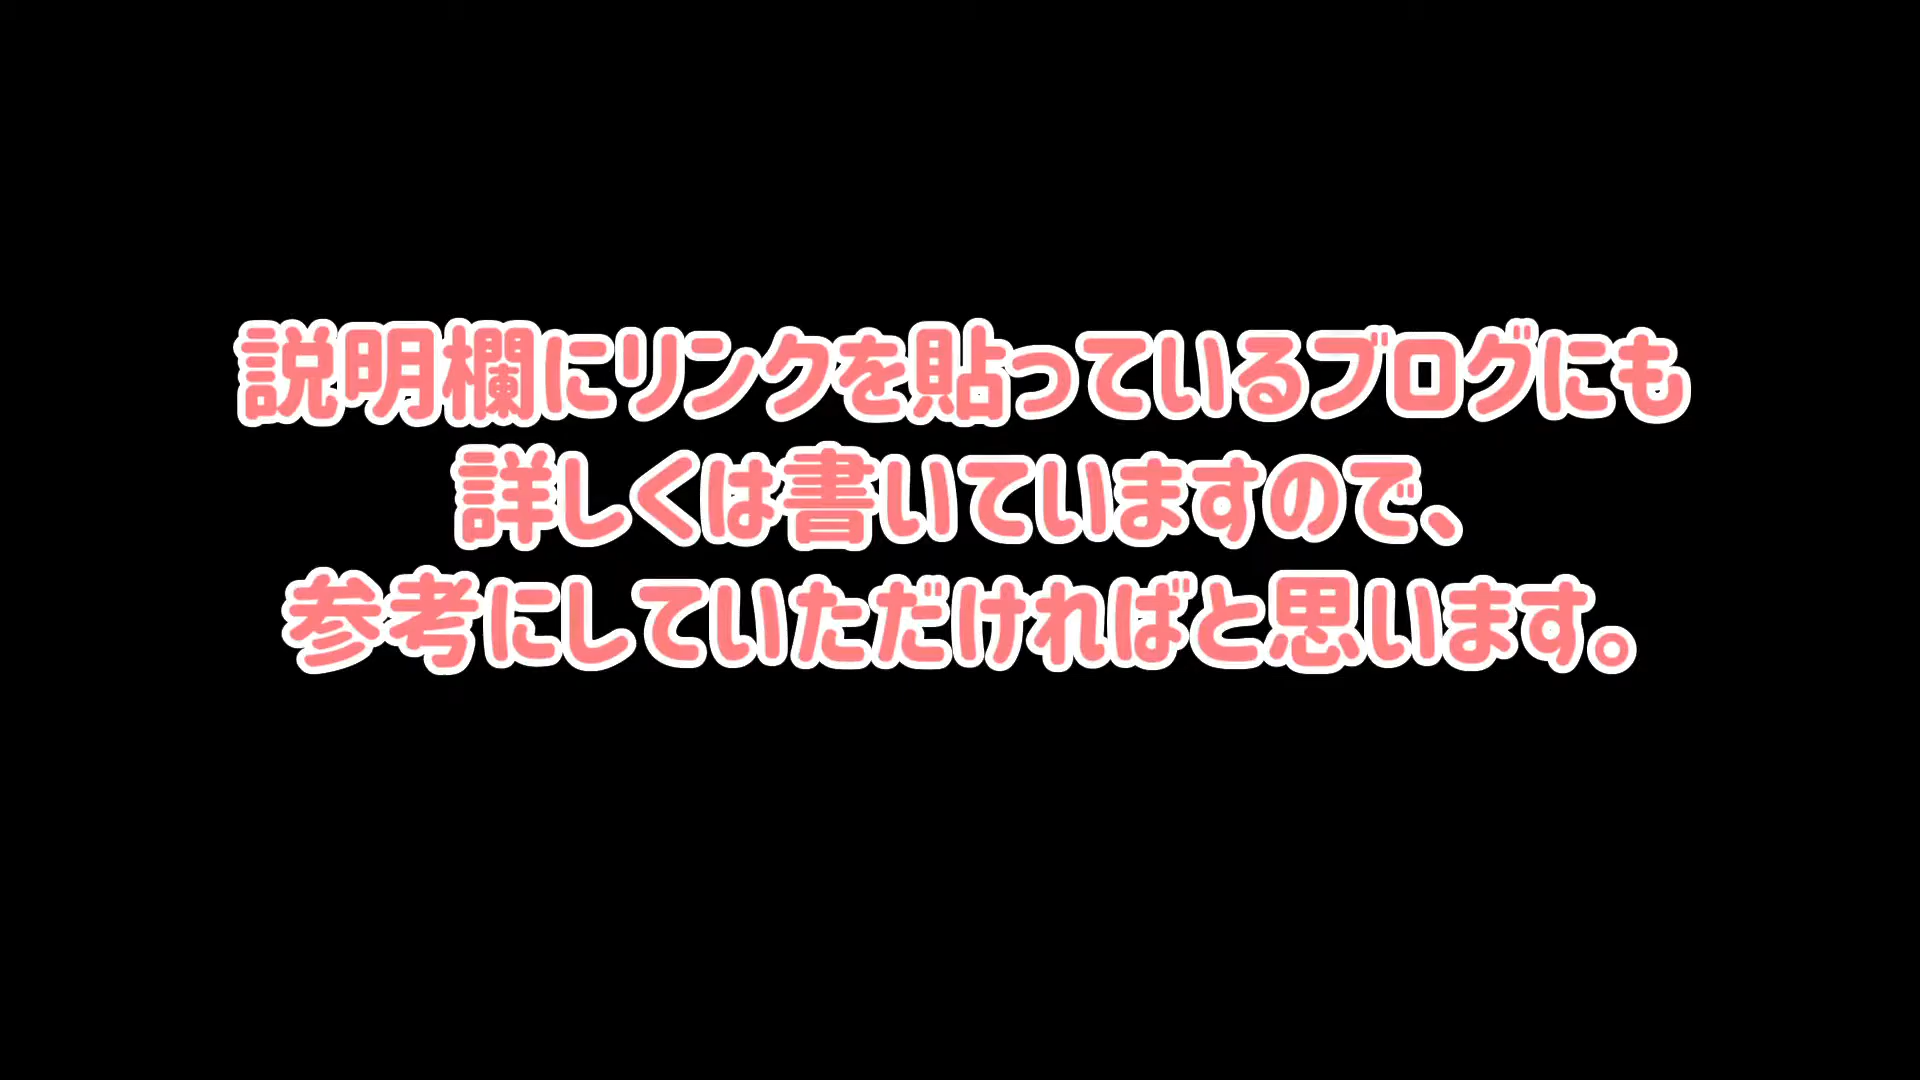 説明欄にリンクを貼っているブログにも
詳しくは書いていますので、
参考にしていただければと思います。